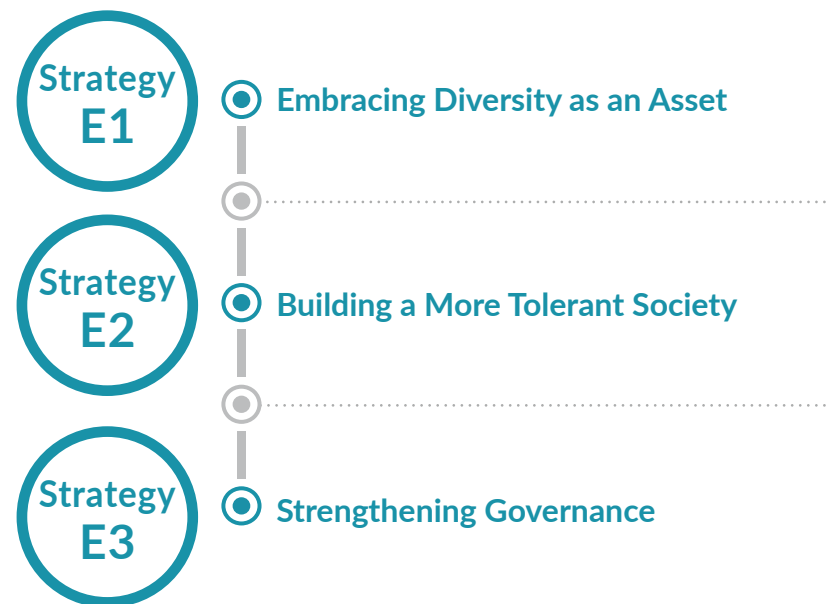 Strategy
E1
Embracing Diversity as an Asset
Strategy
E2
Building a More Tolerant Society
Strategy
E3
Strengthening Governance